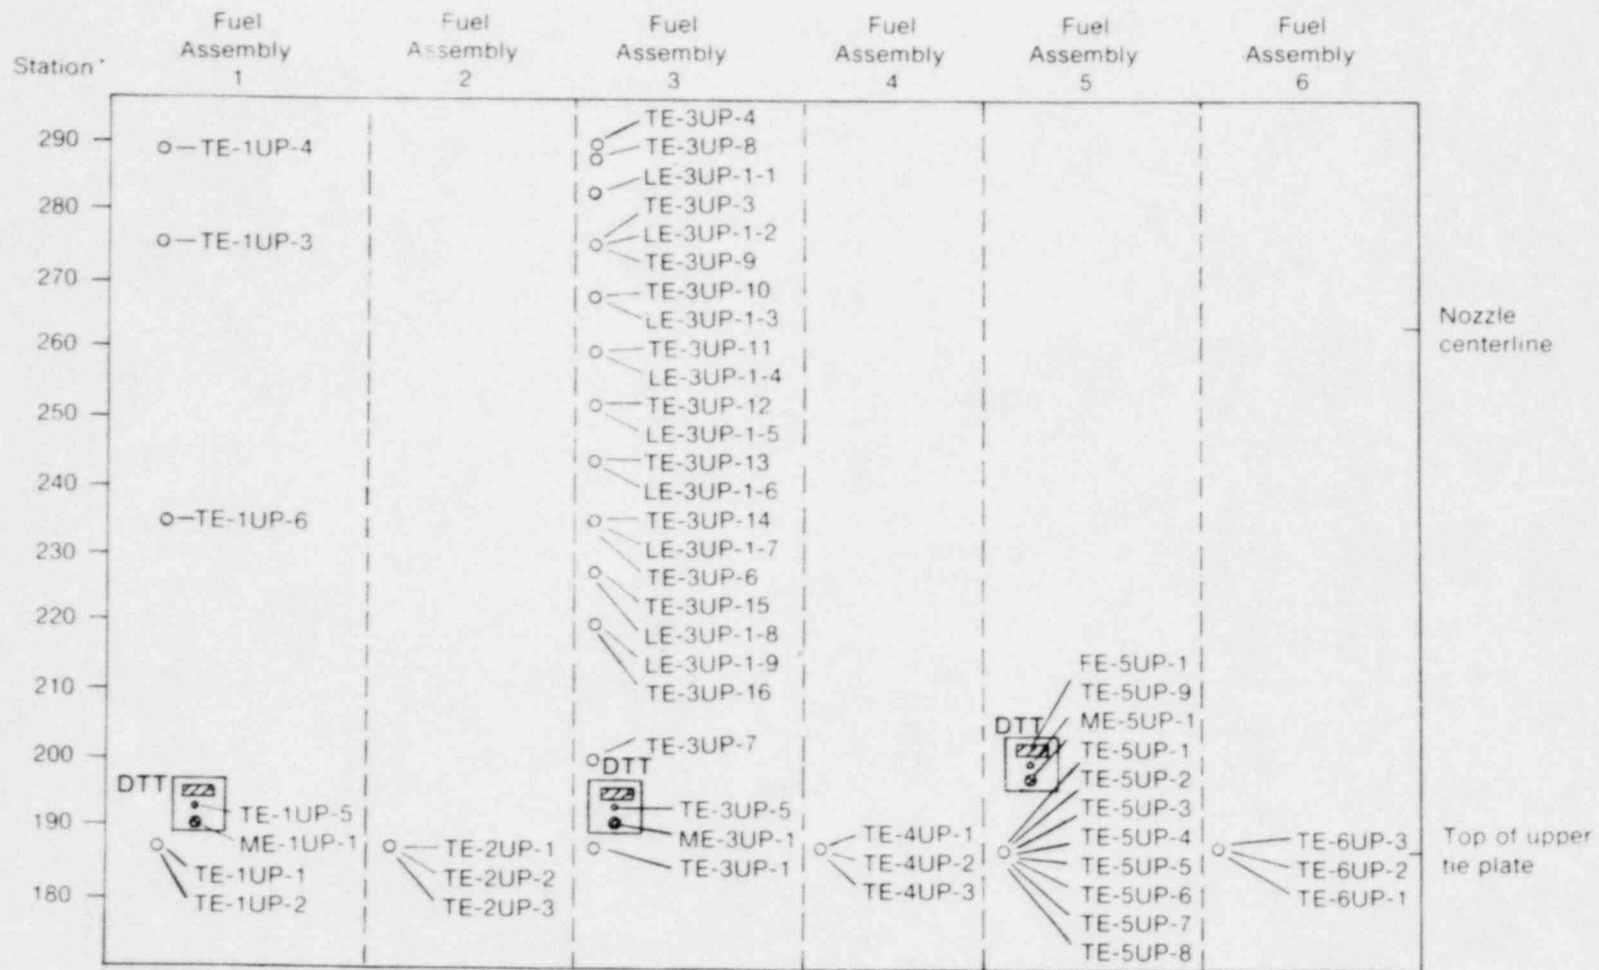 Station*
Fuel
Assembly
1
Fuel
Assembly
2
Fuel
Assembly
3
Fuel
Assembly
4
Fuel
Assembly
5
Fuel
Assembly
6
290
280
270
260
250
240
230
220
210
200
190
180
TE-1UP-4
TE-1UP-3
TE-1UP-6
DTT
TE-1UP-5
ME-1UP-1
TE-1UP-1
TE-1UP-2
TE-2UP-1
TE-2UP-2
TE-2UP-3
TE-3UP-4
TE-3UP-8
LE-3UP-1-1
TE-3UP-3
LE-3UP-1-2
TE-3UP-9
TE-3UP-10
LE-3UP-1-3
TE-3UP-11
LE-3UP-1-4
TE-3UP-12
LE-3UP-1-5
TE-3UP-13
LE-3UP-1-6
TE-3UP-14
LE-3UP-1-7
TE-3UP-6
TE-3UP-15
LE-3UP-1-8
LE-3UP-1-9
TE-3UP-16
TE-3UP-7
DTT
TE-3UP-5
ME-3UP-1
TE-3UP-1
TE-4UP-1
TE-4UP-2
TE-4UP-3
FE-5UP-1
TE-5UP-9
ME-5UP-1
DTT
TE-5UP-1
TE-5UP-2
TE-5UP-3
TE-5UP-4
TE-5UP-5
TE-5UP-6
TE-5UP-7
TE-5UP-8
TE-6UP-3
TE-6UP-2
TE-6UP-1
Nozzle
centerline
Top of upper
tie plate